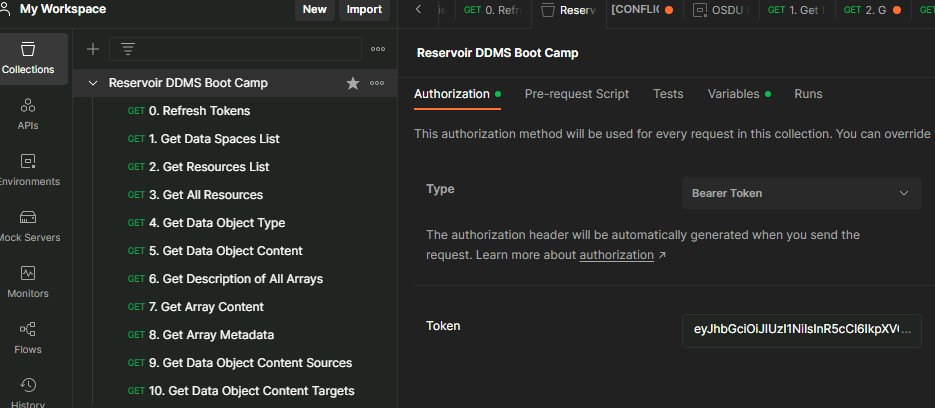 My Workspace
New
Import
Collections
APIs
Environments
Mock Servers
Monitors
Flows
History
Reservoir DDMS Boot Camp
GET 0. Refresh Tokens
GET 1. Get Data Spaces List
GET 2. Get Resources List
GET 3. Get All Resources
GET 4. Get Data Object Type
GET 5. Get Data Object Content
GET 6. Get Description of All Arrays
GET 7. Get Array Content
GET 8. Get Array Metadata
GET 9. Get Data Object Content Sources
GET 10. Get Data Object Content Targets
GET 0. Refr
Reserv
[CONFLIC
OSDU
GET 1. Get
GET 2. G
GET
Reservoir DDMS Boot Camp
Authorization
Pre-request Script
Tests
Variables
Runs
This authorization method will be used for every request in this collection. You can override
Type
Bearer Token
The authorization header will be automatically generated when you send the
request. Learn more about authorization ↗
Token